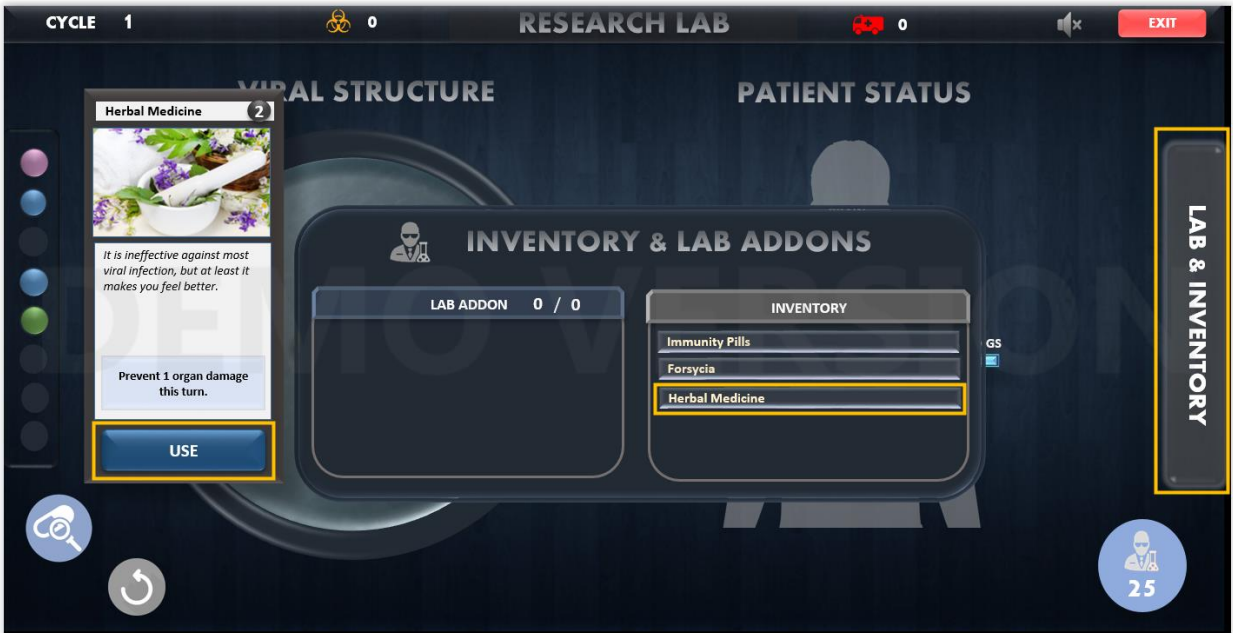 CYCLE 1
0
RESEARCH LAB
0
EXIT
VIRAL STRUCTURE
PATIENT STATUS
Herbal Medicine 2
It is ineffective against most
viral infection, but at least it
makes you feel better.
Prevent 1 organ damage
this turn.
USE
INVENTORY & LAB ADDONS
LAB ADDON 0 / 0
INVENTORY
Immunity Pills
Forsycia
Herbal Medicine
GS
LAB & INVENTORY
DEMO VERSION
25